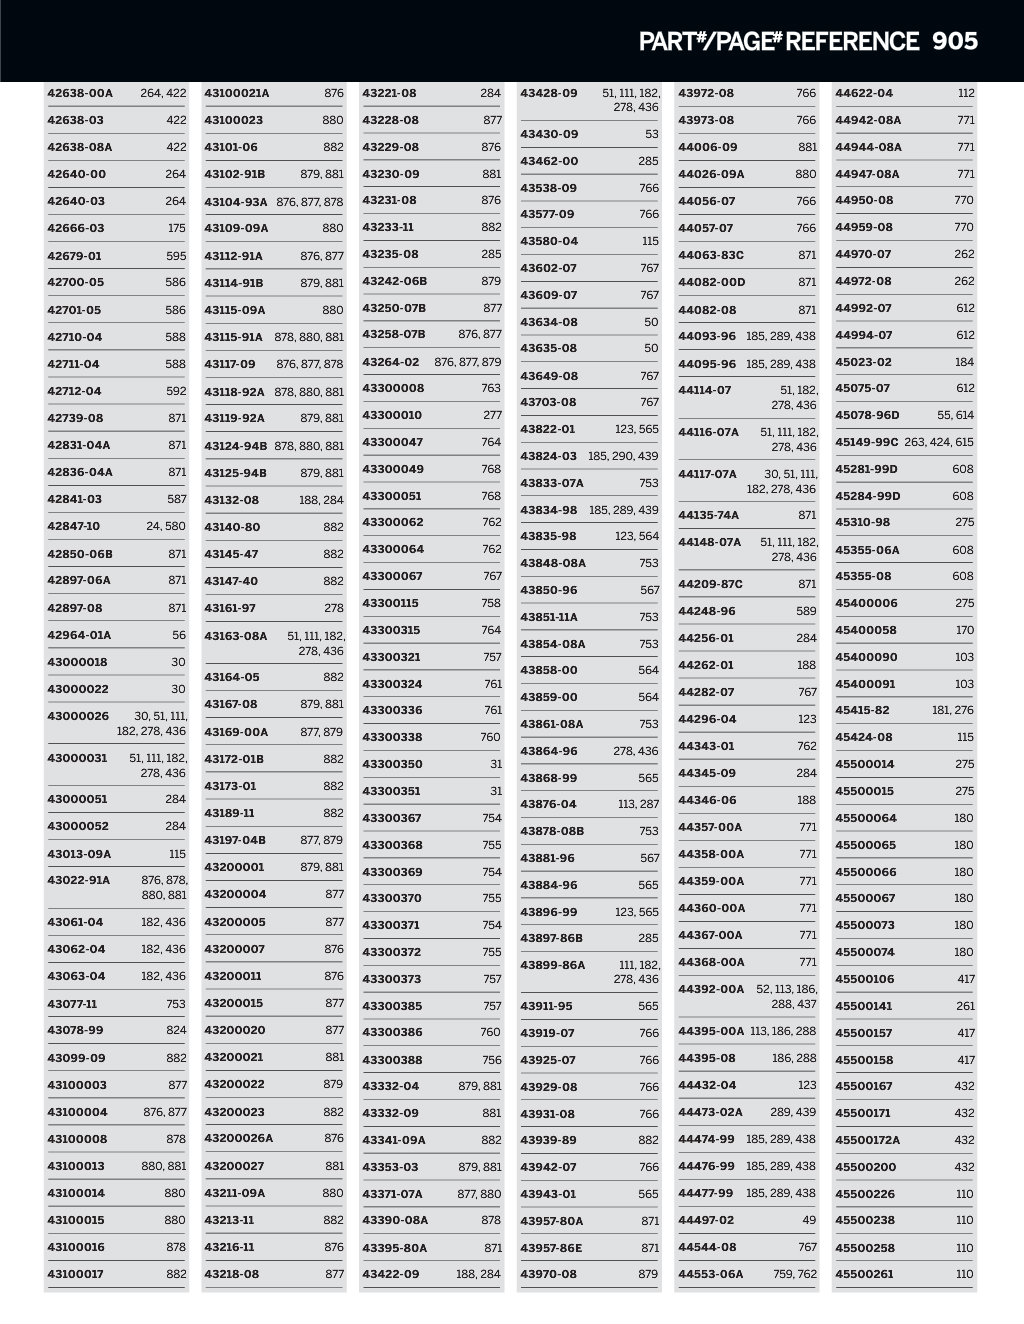 PART#/PAGE# REFERENCE 905
42638-00A 264, 422
42638-03 422
42638-08A 422
42640-00 264
42640-03 264
42666-03 175
42679-01 595
42700-05 586
42701-05 586
42710-04 588
42711-04 588
42712-04 592
42739-08 871
42831-04A 871
42836-04A 871
42841-03 587
42847-10 24, 580
42850-06B 871
42897-06A 871
42897-08 871
42964-01A 56
43000018 30
43000022 30
43000026 30, 51, 111,
182, 278, 436
43000031 51, 111, 182,
278, 436
43000051 284
43000052 284
43013-09A 115
43022-91A 876, 878,
880, 881
43061-04 182, 436
43062-04 182, 436
43063-04 182, 436
43077-11 753
43078-99 824
43099-09 882
43100003 877
43100004 876, 877
43100008 878
43100013 880, 881
43100014 880
43100015 880
43100016 878
43100017 882
43100021A 876
43100023 880
43101-06 882
43102-91B 879, 881
43104-93A 876, 877, 878
43109-09A 880
43112-91A 876, 877
43114-91B 879, 881
43115-09A 880
43115-91A 878, 880, 881
43117-09 876, 877, 878
43118-92A 878, 880, 881
43119-92A 879, 881
43124-94B 878, 880, 881
43125-94B 879, 881
43132-08 188, 284
43140-80 882
43145-47 882
43147-40 882
43161-97 278
43163-08A 51, 111, 182,
278, 436
43164-05 882
43167-08 879, 881
43169-00A 877, 879
43172-01B 882
43173-01 882
43189-11 882
43197-04B 877, 879
43200001 879, 881
43200004 877
43200005 877
43200007 876
43200011 876
43200015 877
43200020 877
43200021 881
43200022 879
43200023 882
43200026A 876
43200027 881
43211-09A 880
43213-11 882
43216-11 876
43218-08 877
43221-08 284
43228-08 877
43229-08 876
43230-09 881
43231-08 876
43233-11 882
43235-08 285
43242-06B 879
43250-07B 877
43258-07B 876, 877
43264-02 876, 877, 879
43300008 763
43300010 277
43300047 764
43300049 768
43300051 768
43300062 762
43300064 762
43300067 767
43300115 758
43300315 764
43300321 757
43300324 761
43300336 761
43300338 760
43300350 31
43300351 31
43300367 754
43300368 755
43300369 754
43300370 755
43300371 754
43300372 755
43300373 757
43300385 757
43300386 760
43300388 756
43332-04 879, 881
43332-09 881
43341-09A 882
43353-03 879, 881
43371-07A 877, 880
43390-08A 878
43395-80A 871
43422-09 188, 284
43428-09 51, 111, 182,
278, 436
43430-09 53
43462-00 285
43538-09 766
43577-09 766
43580-04 115
43602-07 767
43609-07 767
43634-08 50
43635-08 50
43649-08 767
43703-08 767
43822-01 123, 565
43824-03 185, 290, 439
43833-07A 753
43834-98 185, 289, 439
43835-98 123, 564
43848-08A 753
43850-96 567
43851-11A 753
43854-08A 753
43858-00 564
43859-00 564
43861-08A 753
43864-96 278, 436
43868-99 565
43876-04 113, 287
43878-08B 753
43881-96 567
43884-96 565
43896-99 123, 565
43897-86B 285
43899-86A 111, 182,
278, 436
43911-95 565
43919-07 766
43925-07 766
43929-08 766
43931-08 766
43939-89 882
43942-07 766
43943-01 565
43957-80A 871
43957-86E 871
43970-08 879
43972-08 766
43973-08 766
44006-09 881
44026-09A 880
44056-07 766
44057-07 766
44063-83C 871
44082-00D 871
44082-08 871
44093-96 185, 289, 438
44095-96 185, 289, 438
44114-07 51, 182,
278, 436
44116-07A 51, 111, 182,
278, 436
44117-07A 30, 51, 111,
182, 278, 436
44135-74A 871
44148-07A 51, 111, 182,
278, 436
44209-87C 871
44248-96 589
44256-01 284
44262-01 188
44282-07 767
44296-04 123
44343-01 762
44345-09 284
44346-06 188
44357-00A 771
44358-00A 771
44359-00A 771
44360-00A 771
44367-00A 771
44368-00A 771
44392-00A 52, 113, 186,
288, 437
44395-00A 113, 186, 288
44395-08 186, 288
44432-04 123
44473-02A 289, 439
44474-99 185, 289, 438
44476-99 185, 289, 438
44477-99 185, 289, 438
44497-02 49
44544-08 767
44553-06A 759, 762
44622-04 112
44942-08A 771
44944-08A 771
44947-08A 771
44950-08 770
44959-08 770
44970-07 262
44972-08 262
44992-07 612
44994-07 612
45023-02 184
45075-07 612
45078-96D 55, 614
45149-99C 263, 424, 615
45281-99D 608
45284-99D 608
45310-98 275
45355-06A 608
45355-08 608
45400006 275
45400058 170
45400090 103
45400091 103
45415-82 181, 276
45424-08 115
45500014 275
45500015 275
45500064 180
45500065 180
45500066 180
45500067 180
45500073 180
45500074 180
45500106 417
45500141 261
45500157 417
45500158 417
45500167 432
45500171 432
45500172A 432
45500200 432
45500226 110
45500238 110
45500258 110
45500261 110